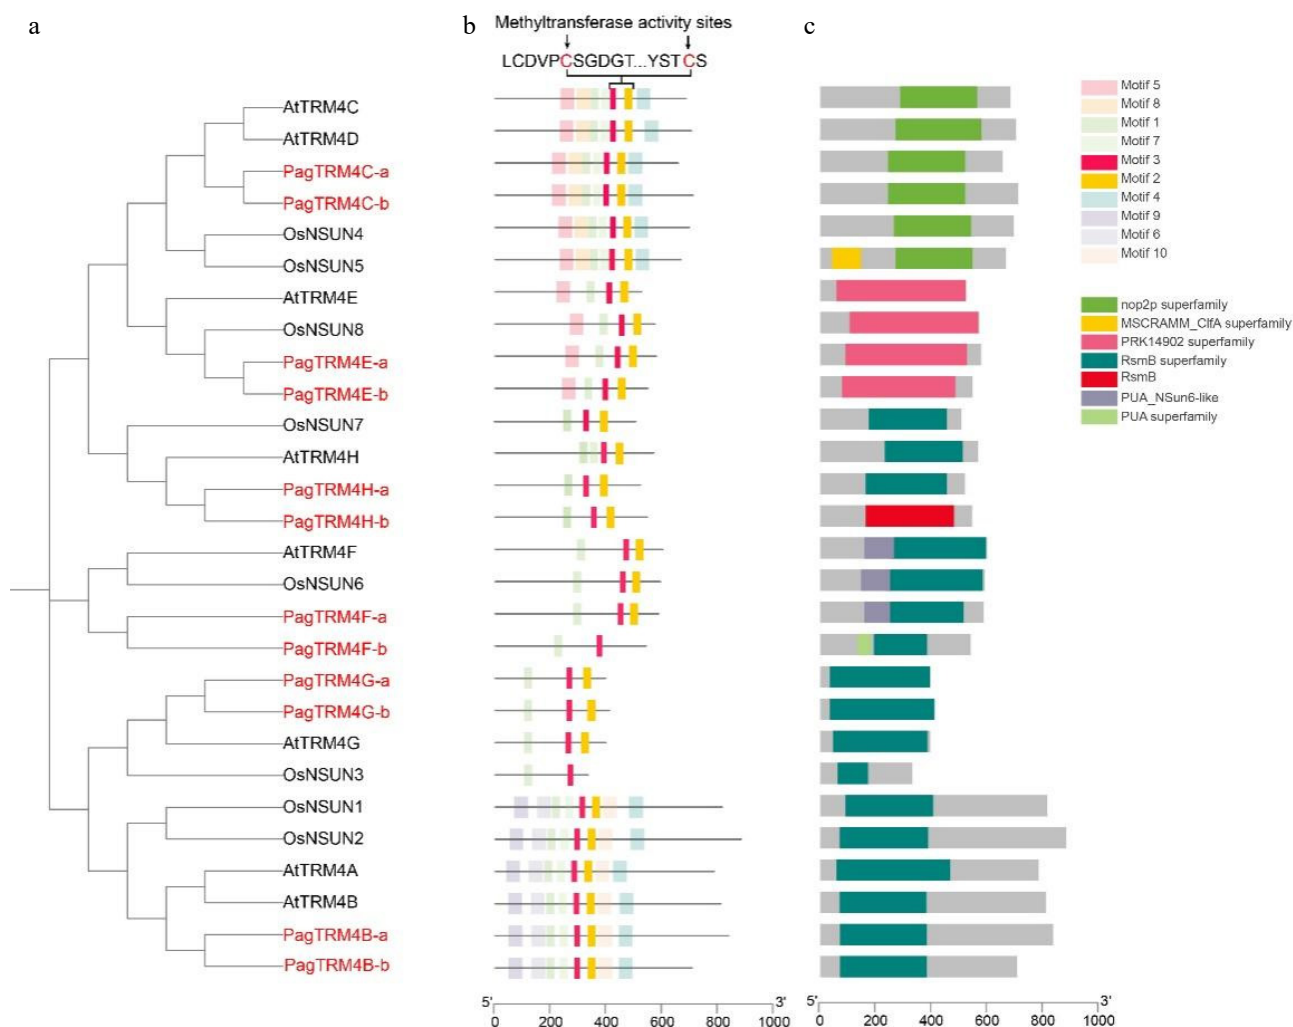 a
b
c
Methyltransferase activity sites
LCDVPCSGDGT...YSTCS
AtTRM4C
AtTRM4D
PagTRM4C-a
PagTRM4C-b
OsNSUN4
OsNSUN5
AtTRM4E
OsNSUN8
PagTRM4E-a
PagTRM4E-b
OsNSUN7
AtTRM4H
PagTRM4H-a
PagTRM4H-b
AtTRM4F
OsNSUN6
PagTRM4F-a
PagTRM4F-b
PagTRM4G-a
PagTRM4G-b
AtTRM4G
OsNSUN3
OsNSUN1
OsNSUN2
AtTRM4A
AtTRM4B
PagTRM4B-a
PagTRM4B-b
5' 3'
0 200 400 600 800 1000
5' 3'
0 200 400 600 800 1000
Motif 5
Motif 8
Motif 1
Motif 7
Motif 3
Motif 2
Motif 4
Motif 9
Motif 6
Motif 10
nop2p superfamily
MSCRAMM_ClfA superfamily
PRK14902 superfamily
RsmB superfamily
RsmB
PUA_NSun6-like
PUA superfamily